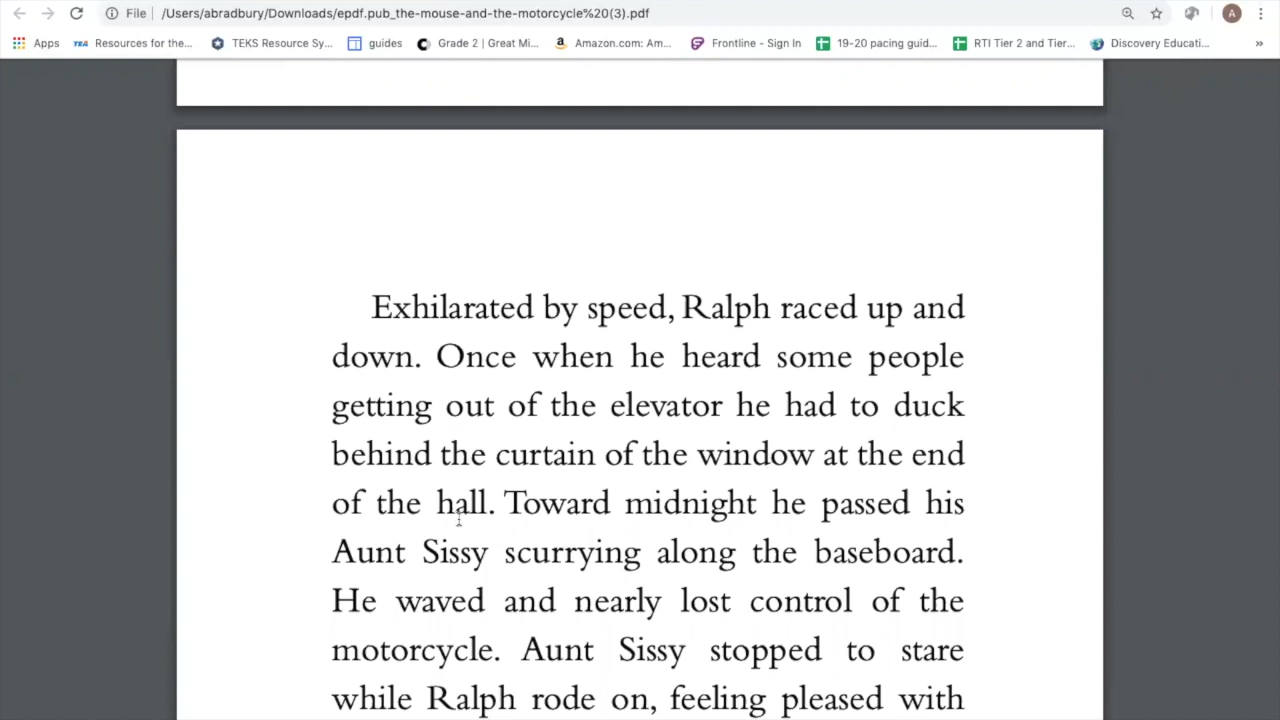 File /Users/abradbury/Downloads/epdf.pub_the-mouse-and-the-motorcycle%20(3).pdf A
Apps TEA Resources for the... TEKS Resource Sy... guides Grade 2 | Great Mi... Amazon.com: Am... Frontline - Sign In 19-20 pacing guid... RTI Tier 2 and Tier... Discovery Educati... »
Exhilarated by speed, Ralph raced up and
down. Once when he heard some people
getting out of the elevator he had to duck
behind the curtain of the window at the end
of the hall. Toward midnight he passed his
Aunt Sissy scurrying along the baseboard.
He waved and nearly lost control of the
motorcycle. Aunt Sissy stopped to stare
while Ralph rode on, feeling pleased with